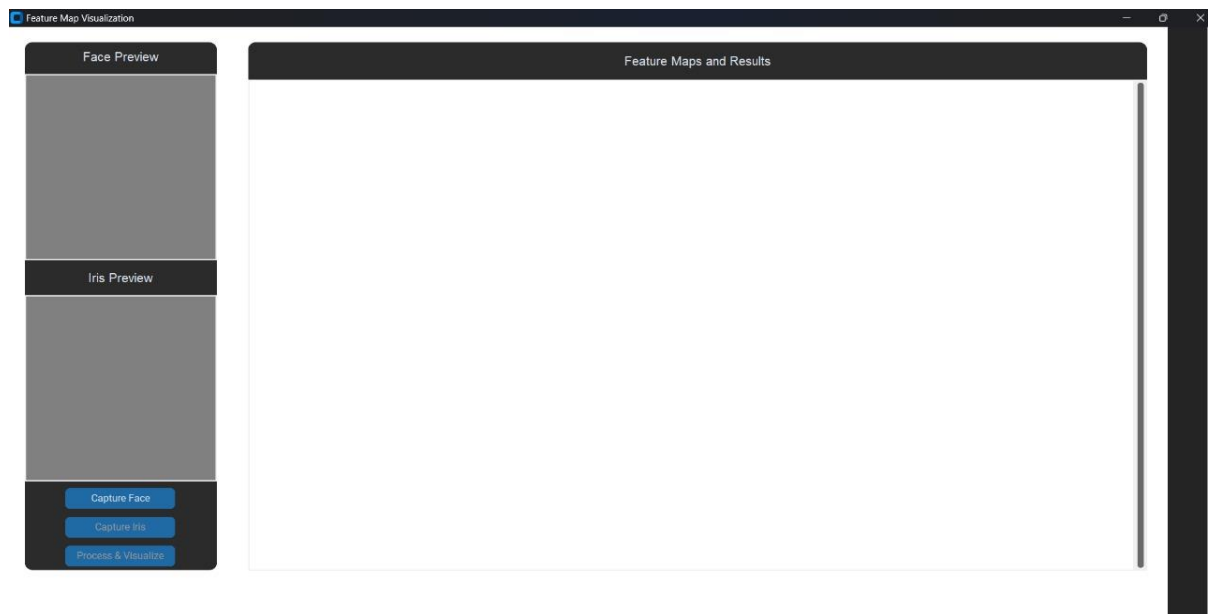 Feature Map Visualization
Face Preview
Feature Maps and Results
Iris Preview
Capture Face
Capture Iris
Process & Visualize